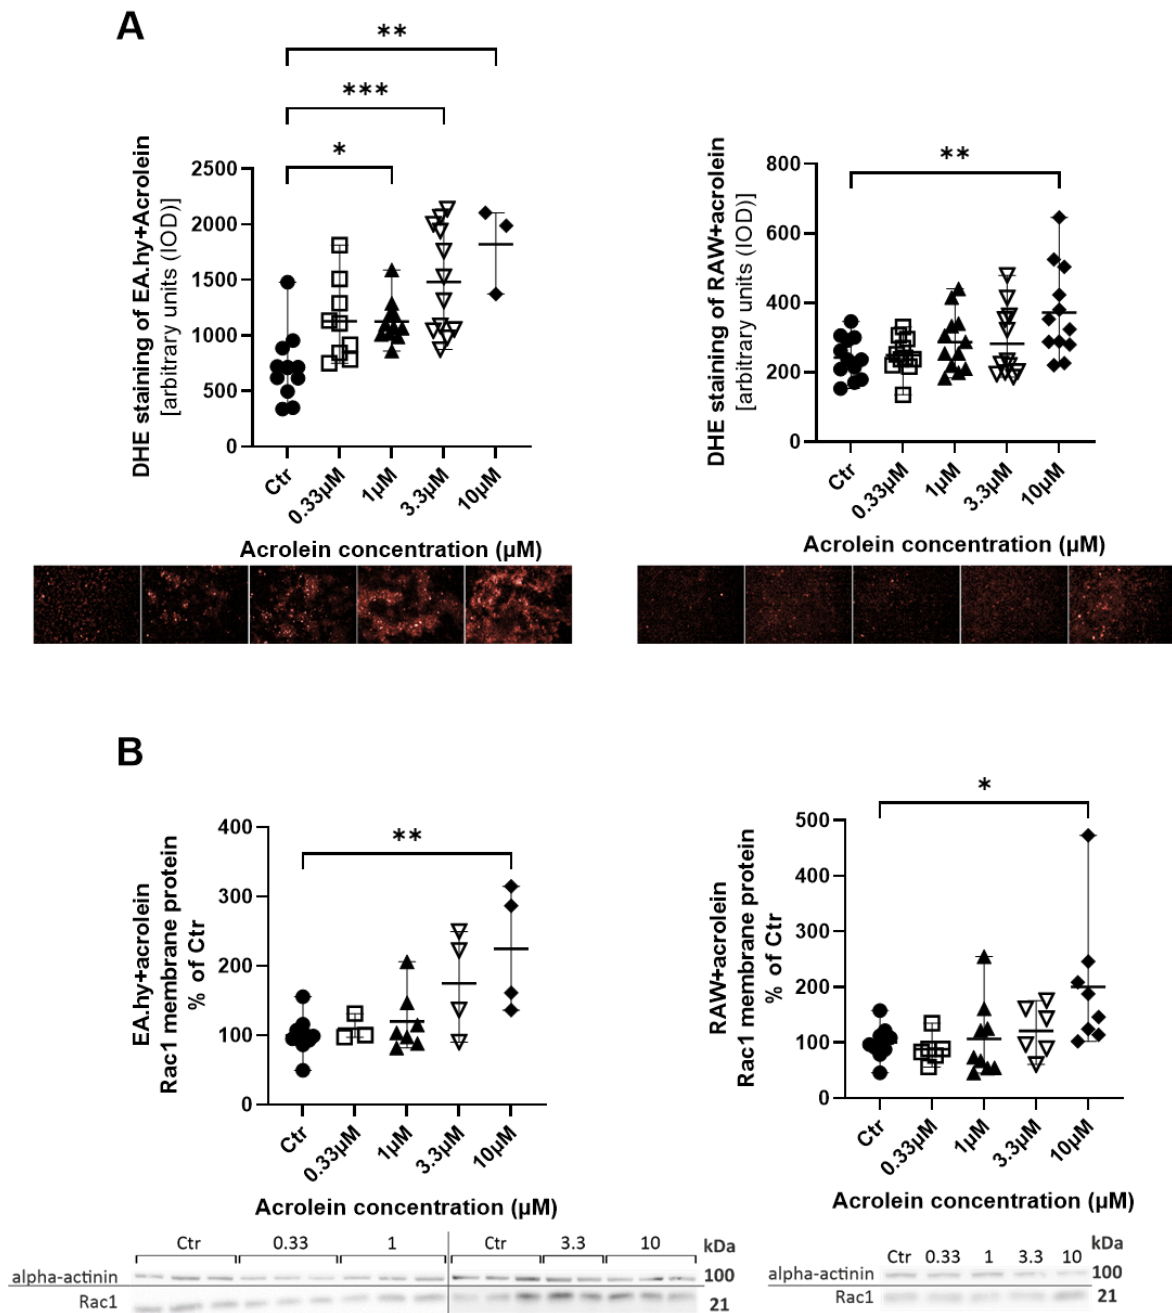 A
**
***
*
DHE staining of EA.hy+Acrolein
[arbitrary units (IOD)]
2500
2000
1500
1000
500
0
Ctr
0.33µM
1µM
3.3µM
10µM
Acrolein concentration (µM)
**
DHE staining of RAW+acrolein
[arbitrary units (IOD)]
800
600
400
200
0
Ctr
0.33µM
1µM
3.3µM
10µM
Acrolein concentration (µM)
B
**
EA.hy+acrolein
Rac1 membrane protein
% of Ctr
400
300
200
100
0
Ctr
0.33µM
1µM
3.3µM
10µM
Acrolein concentration (µM)
Ctr 0.33 1 Ctr 3.3 10 kDa
alpha-actinin 100
Rac1 21
*
RAW+acrolein
Rac1 membrane protein
% of Ctr
500
400
300
200
100
0
Ctr
0.33µM
1µM
3.3µM
10µM
Acrolein concentration (µM)
Ctr 0.33 1 3.3 10 kDa
alpha-actinin 100
Rac1 21